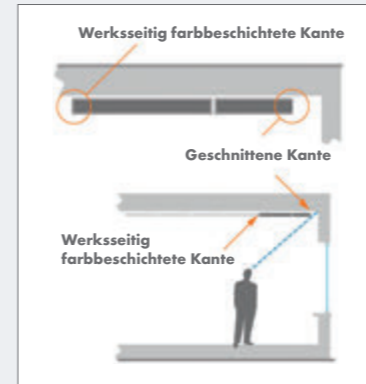 Werksseitig farbbeschichtete Kante
Geschnittene Kante
Werksseitig
farbbeschichtete Kante